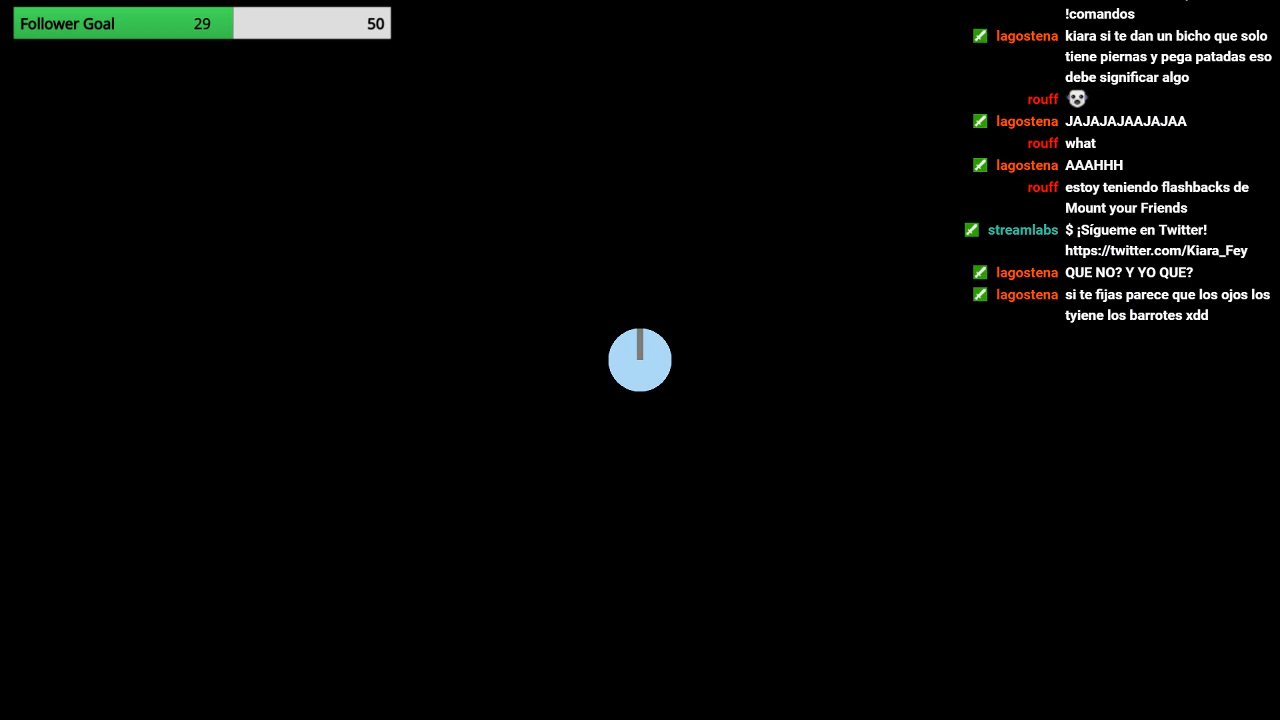 Follower Goal 29 50
!comandos
lagostena kiara si te dan un bicho que solo
tiene piernas y pega patadas eso
debe significar algo
rouff
lagostena JAJAJAJAAJAJAA
rouff what
lagostena AAAHHH
rouff estoy teniendo flashbacks de
Mount your Friends
streamlabs $ ¡Sígueme en Twitter!
https://twitter.com/Kiara_Fey
lagostena QUE NO? Y YO QUE?
lagostena si te fijas parece que los ojos los
tyiene los barrotes xdd